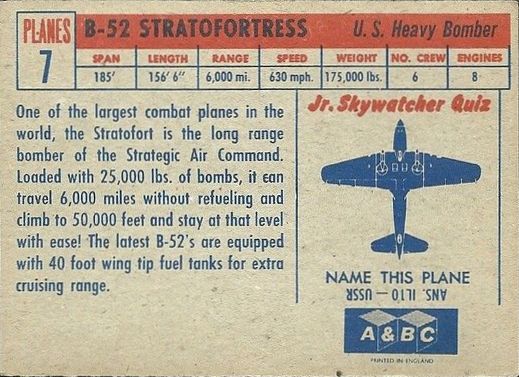 PLANES
7
B-52 STRATOFORTRESS U.S. Heavy Bomber
SPAN LENGTH RANGE SPEED WEIGHT NO. CREW ENGINES
185' 156' 6" 6,000 mi. 630 mph. 175,000 lbs. 6 8
One of the largest combat planes in the
world, the Stratofort is the long range
bomber of the Strategic Air Command.
Loaded with 25,000 lbs. of bombs, it can
travel 6,000 miles without refueling and
climb to 50,000 feet and stay at that level
with ease! The latest B-52's are equipped
with 40 foot wing tip fuel tanks for extra
cruising range.
Jr. Skywatcher Quiz
NAME THIS PLANE
ANS. IL10 — USSR
A&BC
PRINTED IN ENGLAND